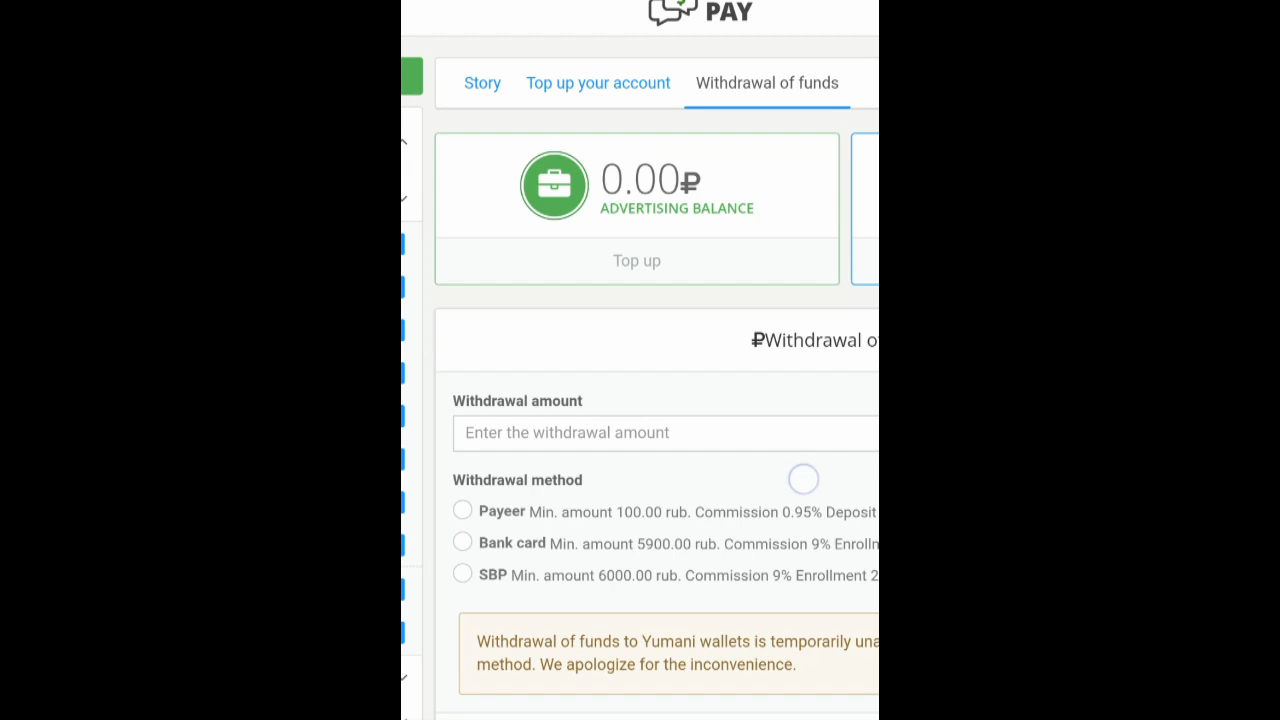 PAY
Story Top up your account Withdrawal of funds
0.00₽
ADVERTISING BALANCE
Top up
₽Withdrawal
Withdrawal amount
Enter the withdrawal amount
Withdrawal method
Payeer Min. amount 100.00 rub. Commission 0.95% Deposit
Bank card Min. amount 5900.00 rub. Commission 9%
SBP Min. amount 6000.00 rub. Commission 9% Enrollment 2
Withdrawal of funds to Yumani wallets is temporarily
method. We apologize for the inconvenience.